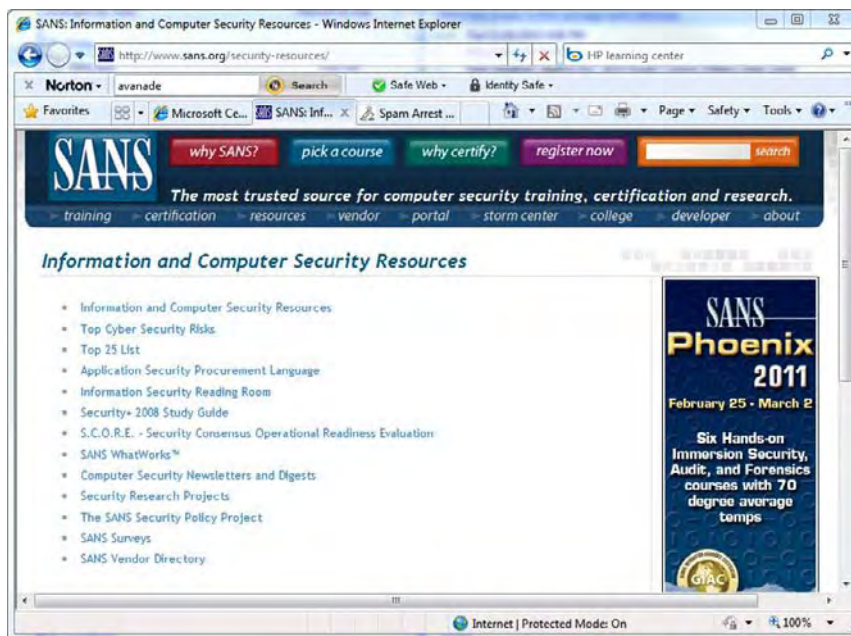 SANS: Information and Computer Security Resources - Windows Internet Explorer
http://www.sans.org/security-resources/
HP learning center
Norton
avanade
Search
Safe Web
Identity Safe
Favorites
Microsoft Ce...
SANS: Inf...
Spam Arrest ...
Page
Safety
Tools
SANS
why SANS?
pick a course
why certify?
register now
search
The most trusted source for computer security training, certification and research.
training certification resources vendor portal storm center college developer about
Information and Computer Security Resources
Information and Computer Security Resources
Top Cyber Security Risks
Top 25 List
Application Security Procurement Language
Information Security Reading Room
Security+ 2008 Study Guide
S.C.O.R.E. - Security Consensus Operational Readiness Evaluation
SANS WhatWorks™
Computer Security Newsletters and Digests
Security Research Projects
The SANS Security Policy Project
SANS Surveys
SANS Vendor Directory
SANS
Phoenix
2011
February 25 - March 2
Six Hands-on
Immersion Security,
Audit, and Forensics
courses with 70
degree average
temps
GIAC
Internet | Protected Mode: On
100%